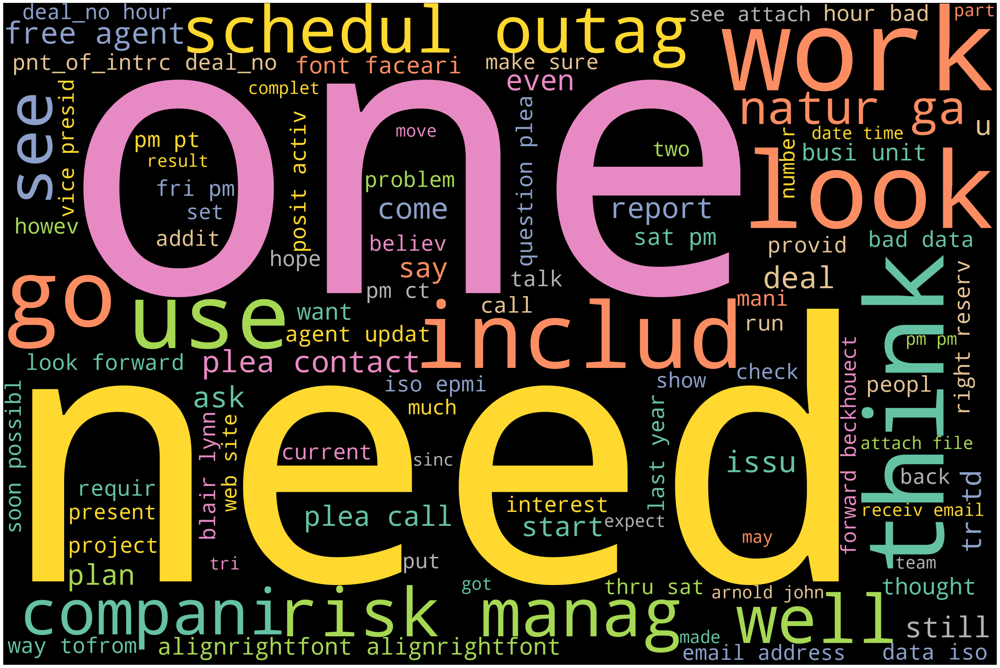 deal_no hour
schedul outag
see attach
hour bad
part
free agent
work
pnt_of_intrc deal_no
font faceari
make sure
even
one
complet
see
vice presid
posit activ
question plea
natur ga
u
move
date time
number
pm pt
two
busi unit
result
look
problem
fri pm
come
report
set
howev
sat pm
addit
believ
bad data
provid
hope
say
talk
deal
pm ct
go
use
includ
call
mani
want
run
agent updat
think
right reserv
pm pm
look forward
plea contact
check
show
iso epmi
peopl
need
ask
much
soon possibl
blair lynn
web site
last year
forward beckhouect
attach file
current
sinc
issu
back
tr td
requir
present
plea call
interest
start
expect
receiv email
may
project
put
tri
team
plan
got
thru sat
arnold john
thought
compani
risk manag
well
still
made
way tofrom
alignrightfont alignrightfont
email address
data iso